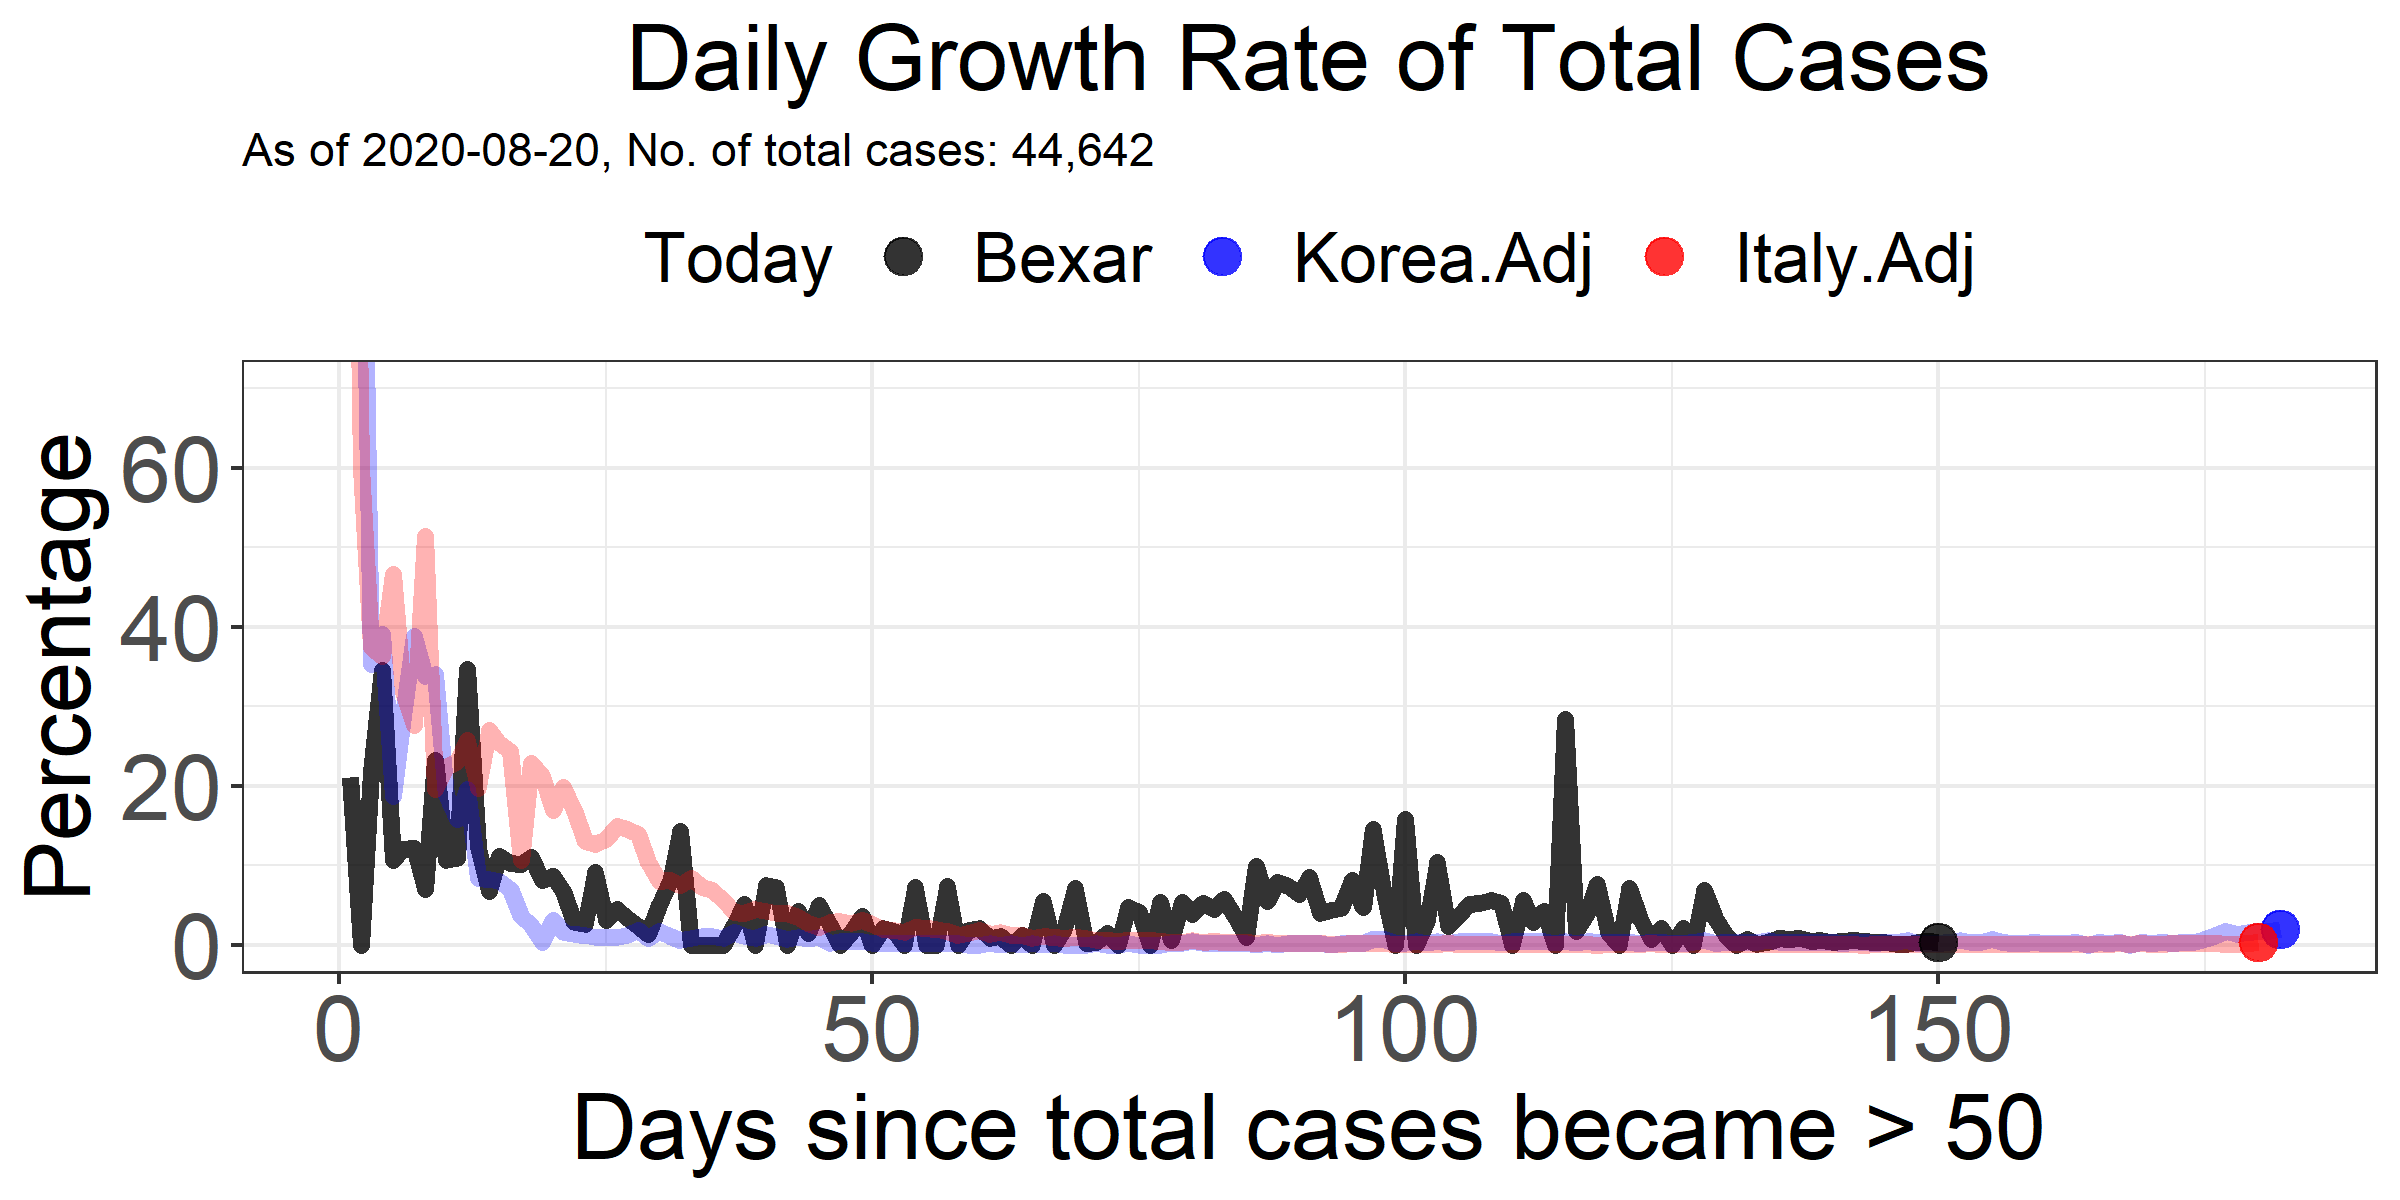 Daily Growth Rate of Total Cases
As of 2020-08-20, No. of total cases: 44,642
Today Bexar Korea.Adj Italy.Adj
Percentage
60
40
20
0
0 50 100 150
Days since total cases became > 50